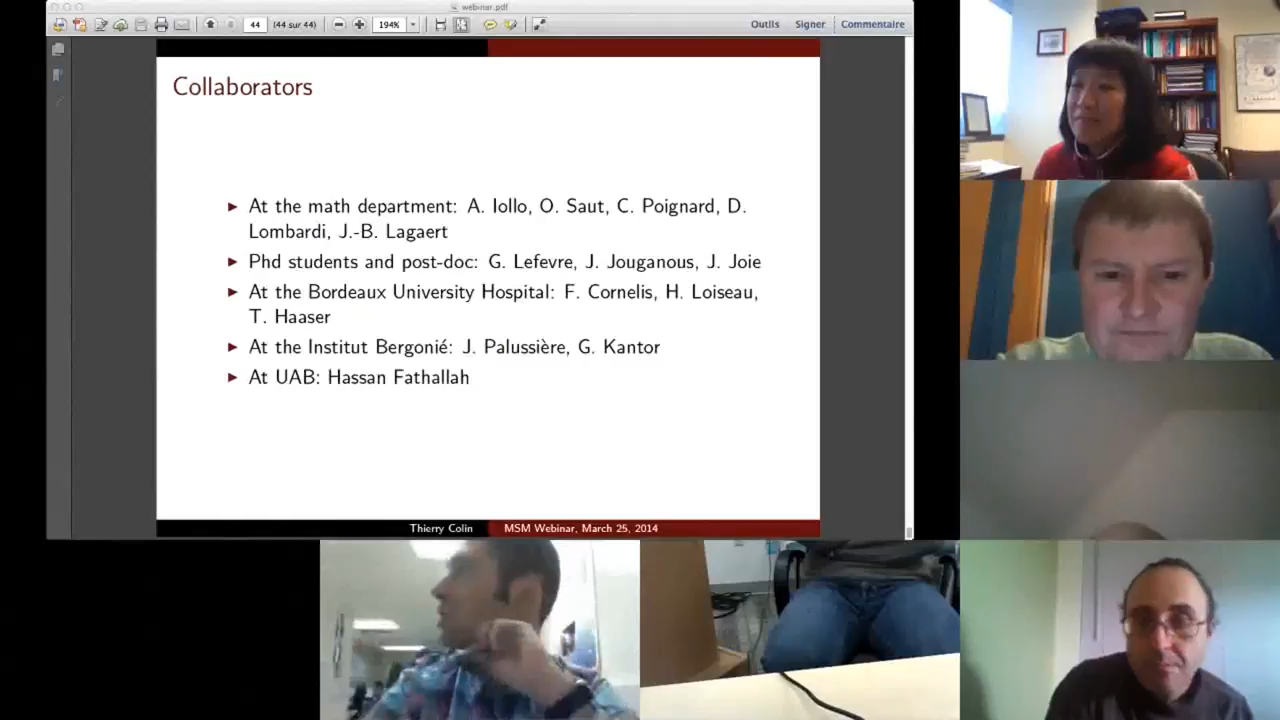 webinar.pdf
44 (44 sur 44) 194% Outils Signer Commentaire
Collaborators
► At the math department: A. Iollo, O. Saut, C. Poignard, D.
Lombardi, J.-B. Lagaert
► Phd students and post-doc: G. Lefevre, J. Jouganous, J. Joie
► At the Bordeaux University Hospital: F. Cornelis, H. Loiseau,
T. Haaser
► At the Institut Bergonié: J. Palussière, G. Kantor
► At UAB: Hassan Fathallah
Thierry Colin MSM Webinar, March 25, 2014